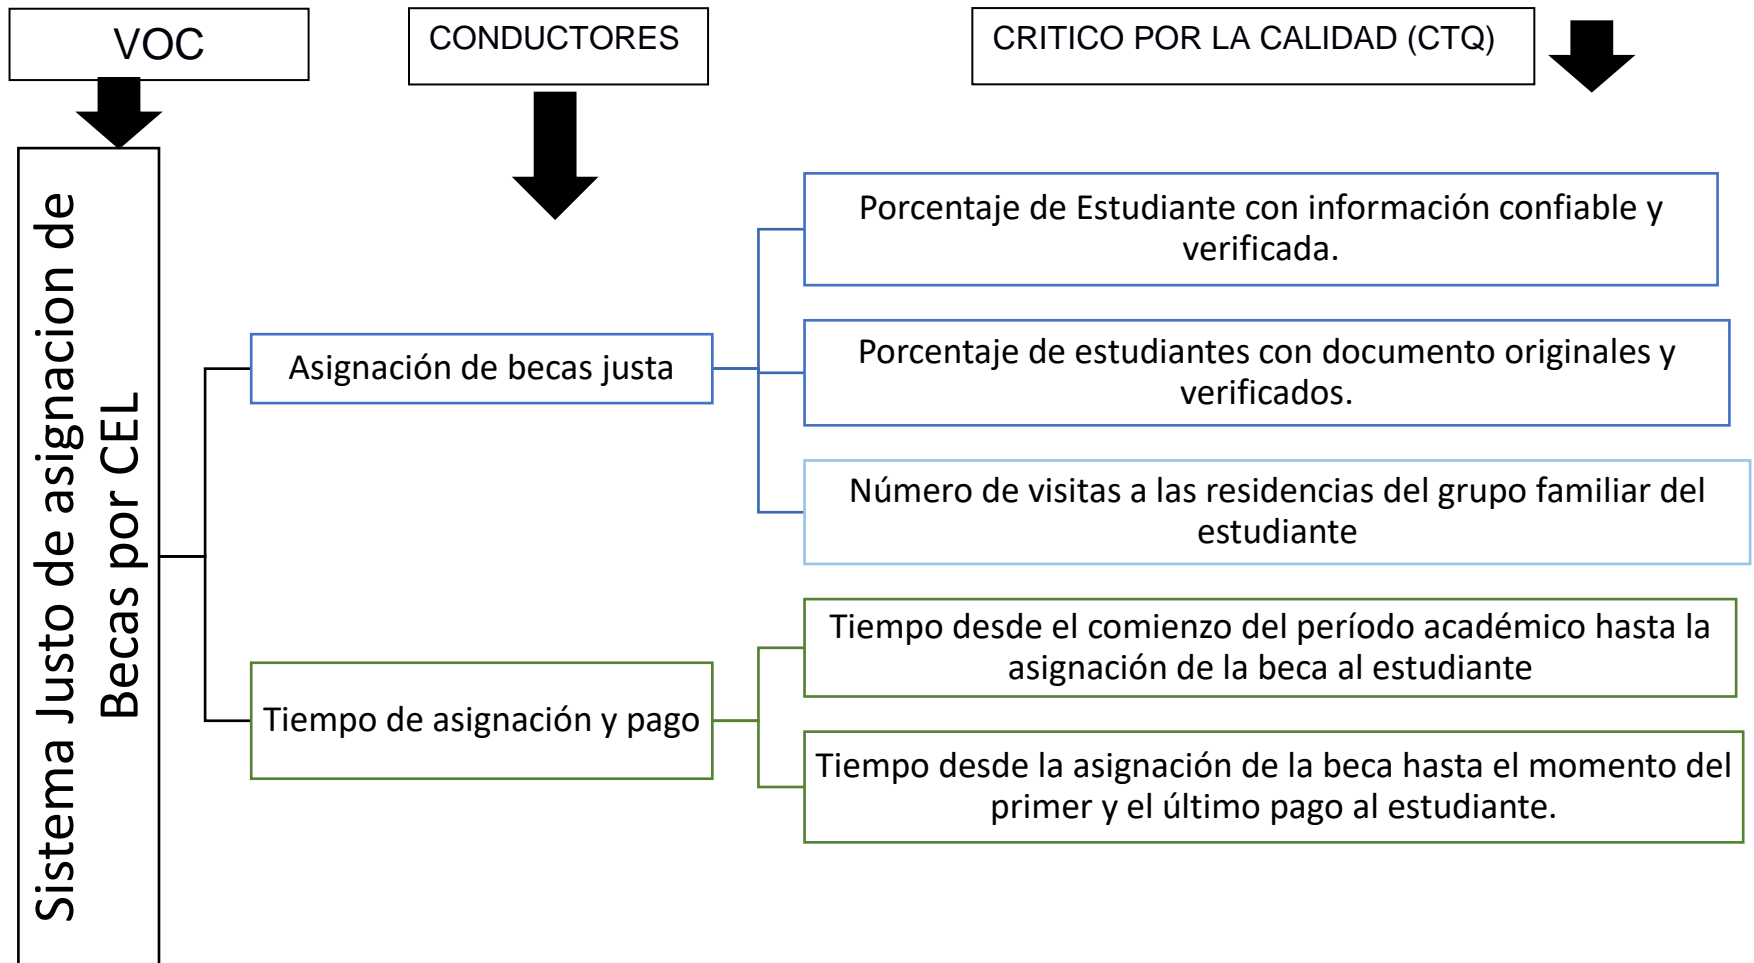 VOC
CONDUCTORES
CRITICO POR LA CALIDAD (CTQ)
Sistema Justo de asignacion de
Becas por CEL
Asignación de becas justa
Porcentaje de Estudiante con información confiable y
verificada.
Porcentaje de estudiantes con documento originales y
verificados.
Número de visitas a las residencias del grupo familiar del
estudiante
Tiempo de asignación y pago
Tiempo desde el comienzo del período académico hasta la
asignación de la beca al estudiante
Tiempo desde la asignación de la beca hasta el momento del
primer y el último pago al estudiante.